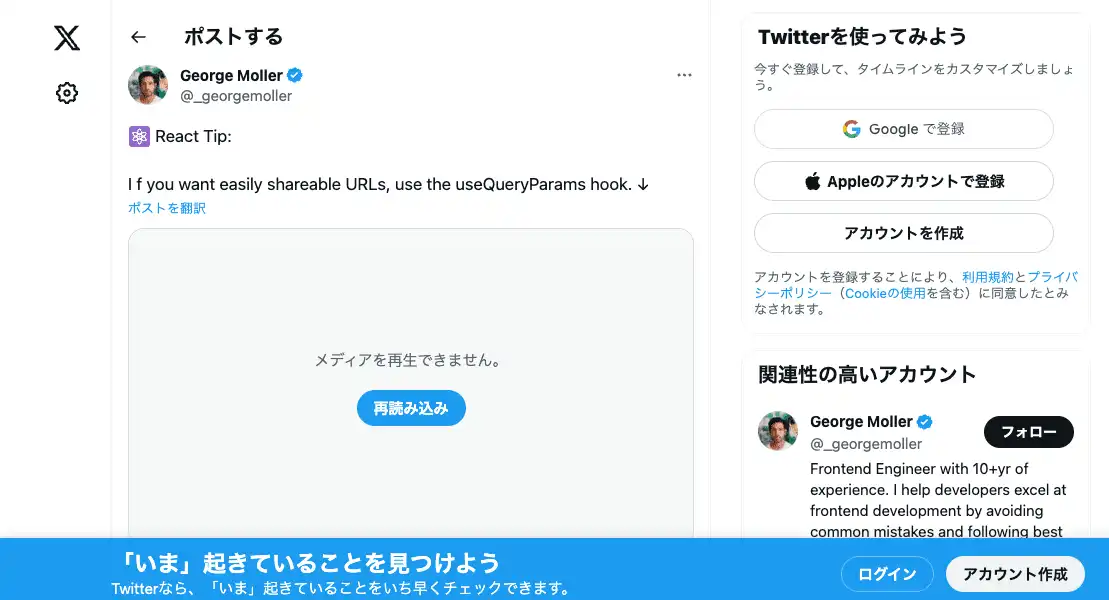 ポストする
George Moller
@_georgemoller
React Tip:
I f you want easily shareable URLs, use the useQueryParams hook. ↓
ポストを翻訳
メディアを再生できません。
再読み込み
Twitterを使ってみよう
今すぐ登録して、タイムラインをカスタマイズしましょ
う。
Google で登録
Appleのアカウントで登録
アカウントを作成
アカウントを登録することにより、利用規約とプライバ
シーポリシー（Cookieの使用を含む）に同意したとみ
なされます。
関連性の高いアカウント
George Moller
@_georgemoller
フォロー
Frontend Engineer with 10+yr of
experience. I help developers excel at
frontend development by avoiding
common mistakes and following best
「いま」起きていることを見つけよう
Twitterなら、「いま」起きていることをいち早くチェックできます。
ログイン
アカウント作成